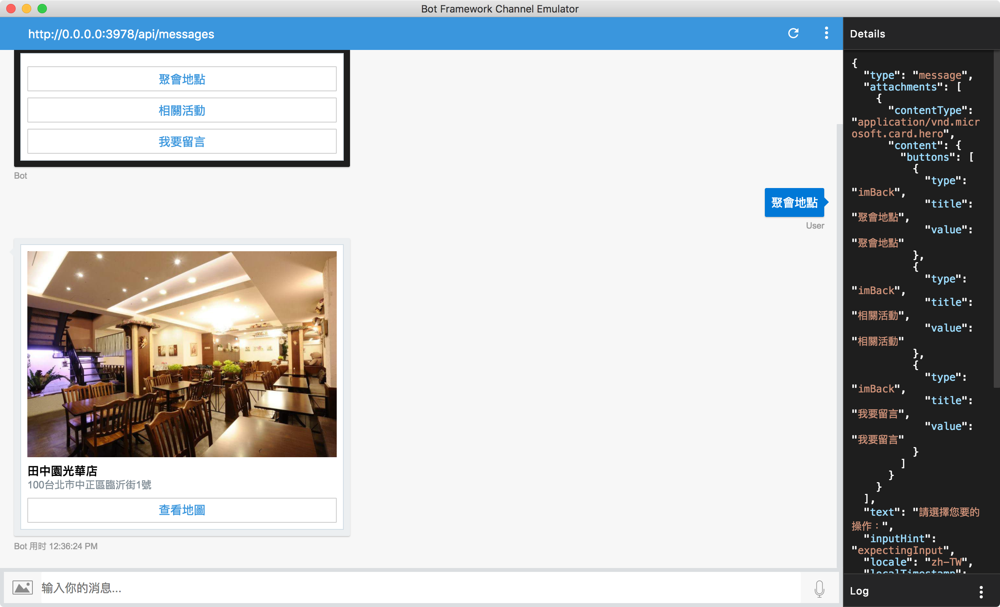 Bot Framework Channel Emulator
http://0.0.0.0:3978/api/messages
聚會地點
相關活動
我要留言
Bot
聚會地點
User
田中園光華店
100台北市中正區臨沂街1號
查看地圖
Bot 用时 12:36:24 PM
输入你的消息...
Details
{
"type": "message",
"attachments": [
{
"contentType":
"application/vnd.micr
osoft.card.hero",
"content": {
"buttons": [
{
"type":
"imBack",
"title":
"聚會地點",
"value":
"聚會地點"
},
{
"type":
"imBack",
"title":
"相關活動",
"value":
"相關活動"
},
{
"type":
"imBack",
"title":
"我要留言",
"value":
"我要留言"
}
]
}
}
],
"text": "請選擇您要的
操作：",
"inputHint":
"expectingInput",
"locale": "zh-TW",
"localTimestamp":
Log